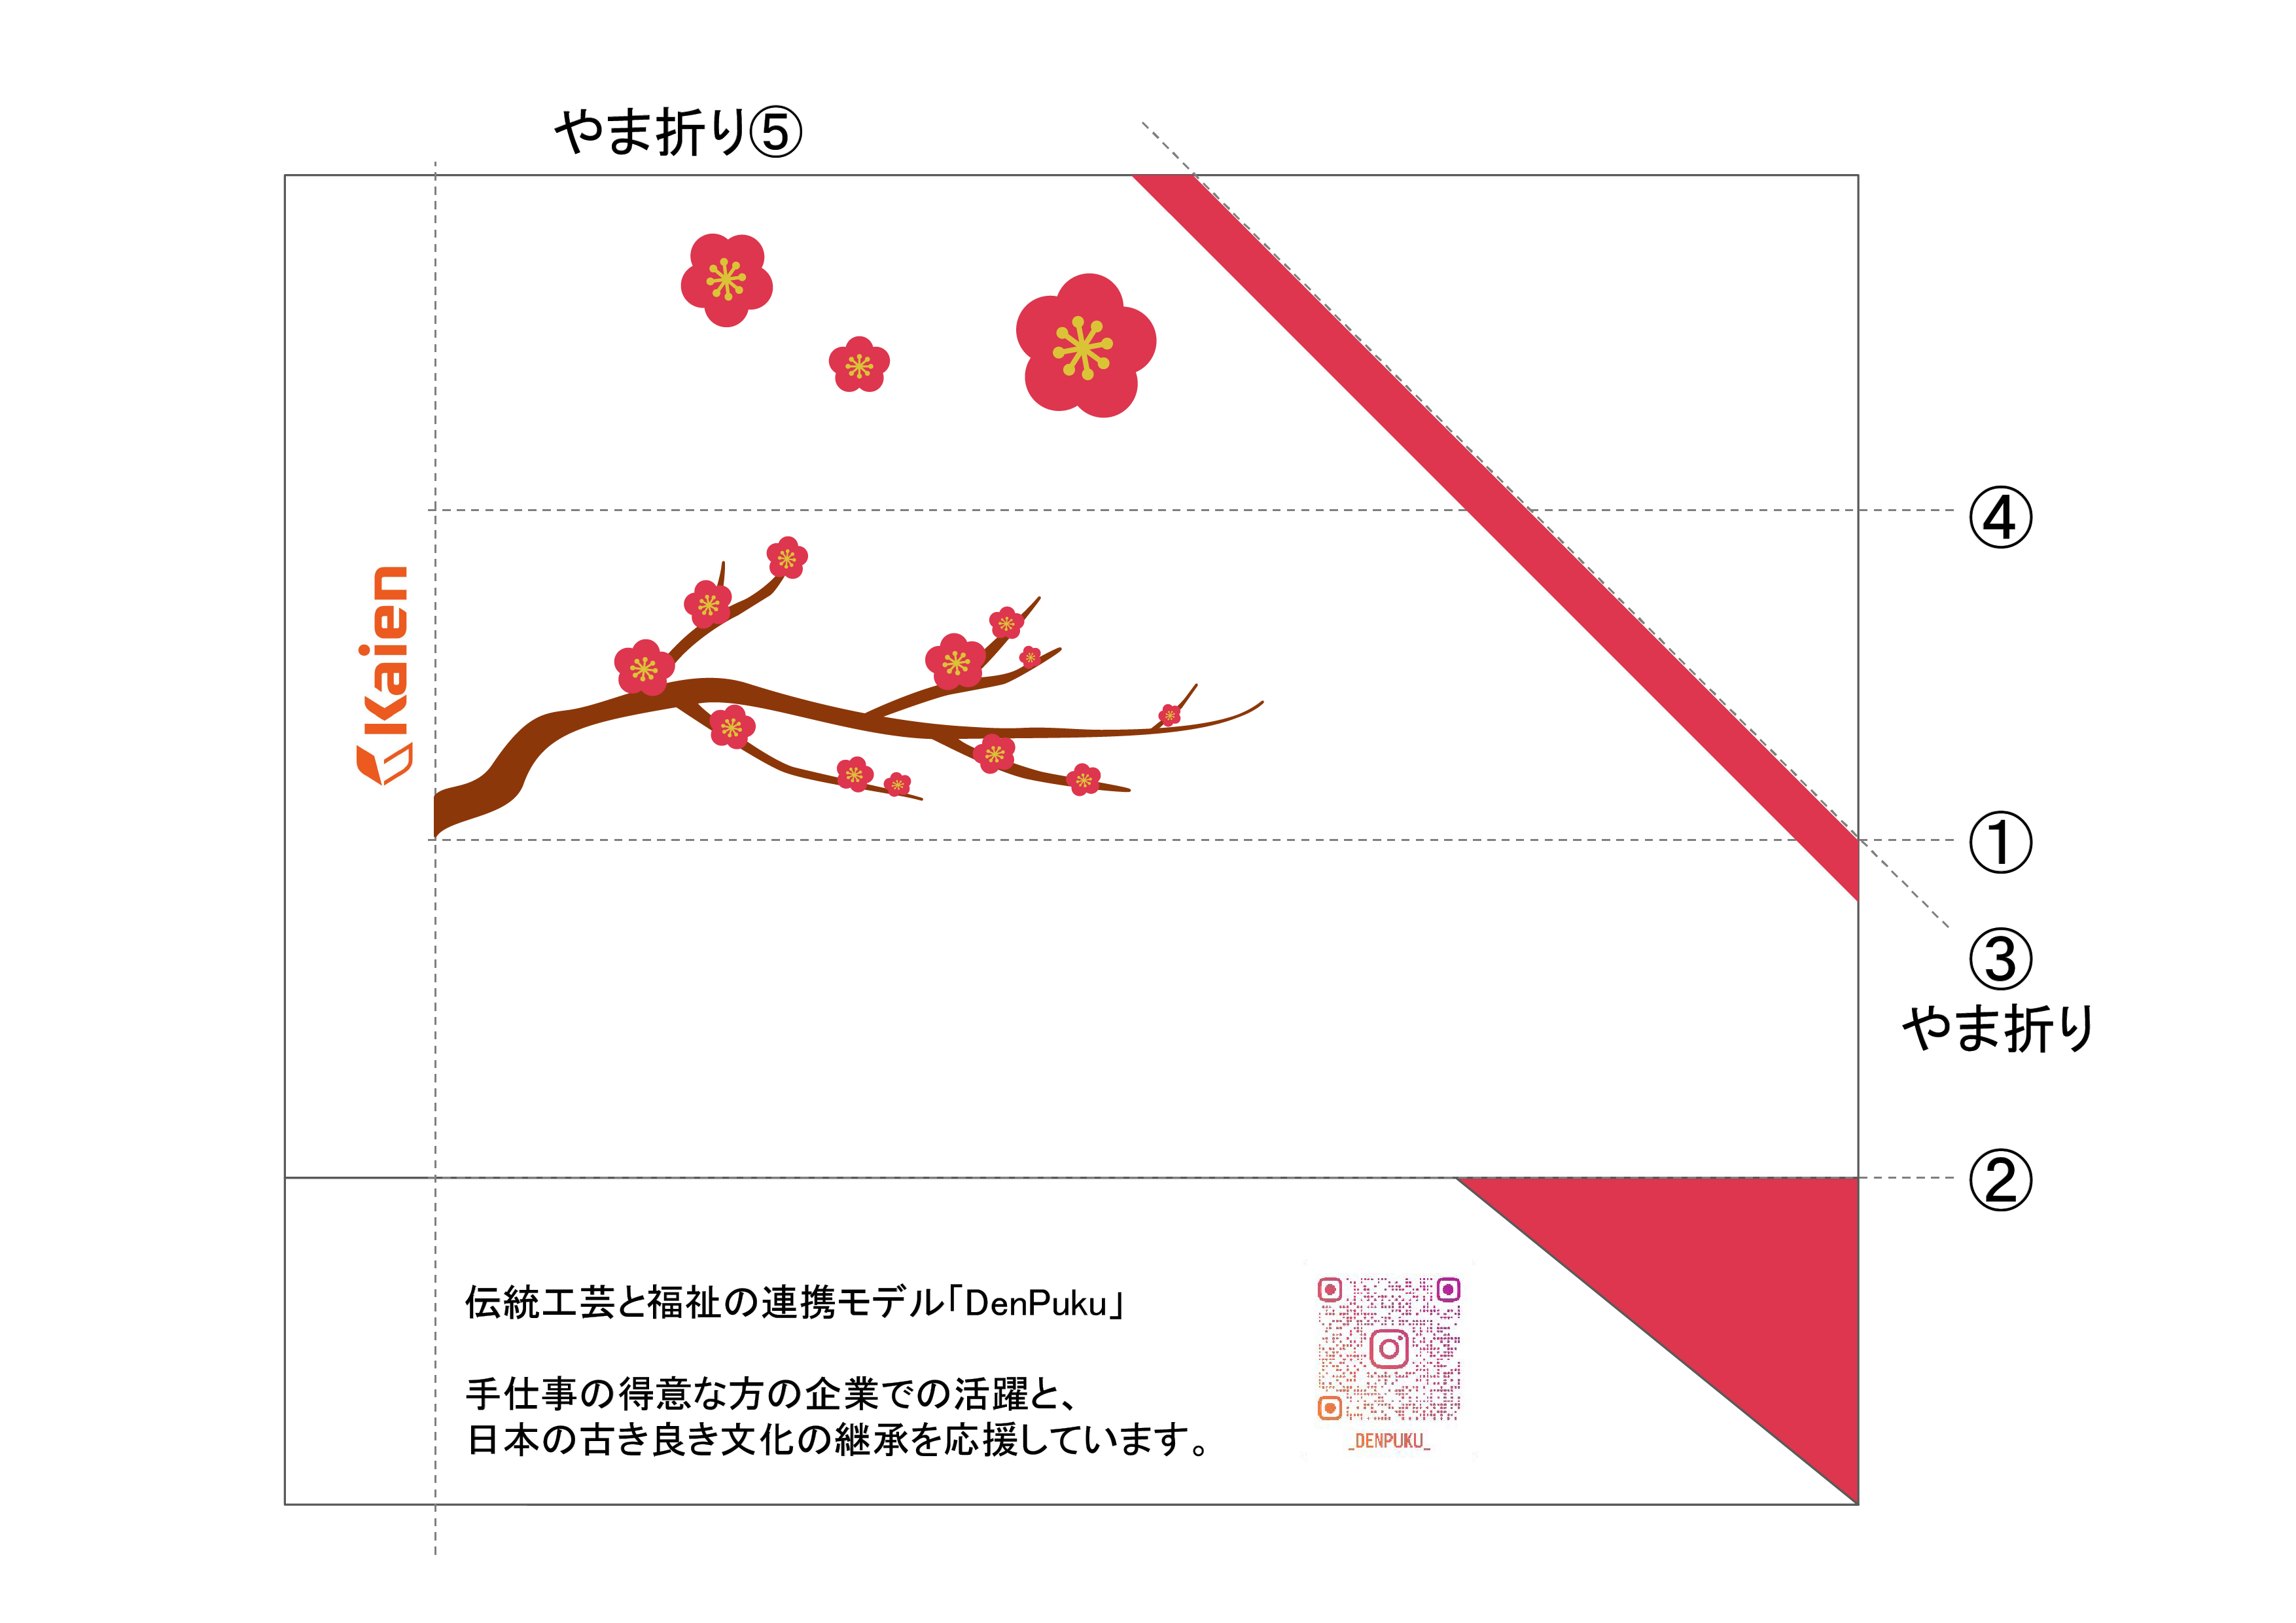 やま折り⑤
④
Kaien
①
③
やま折り
②
伝統工芸と福祉の連携モデル「DenPuku」
手仕事の得意な方の企業での活躍と、
日本の古き良き文化の継承を応援しています。
_DENPUKU_